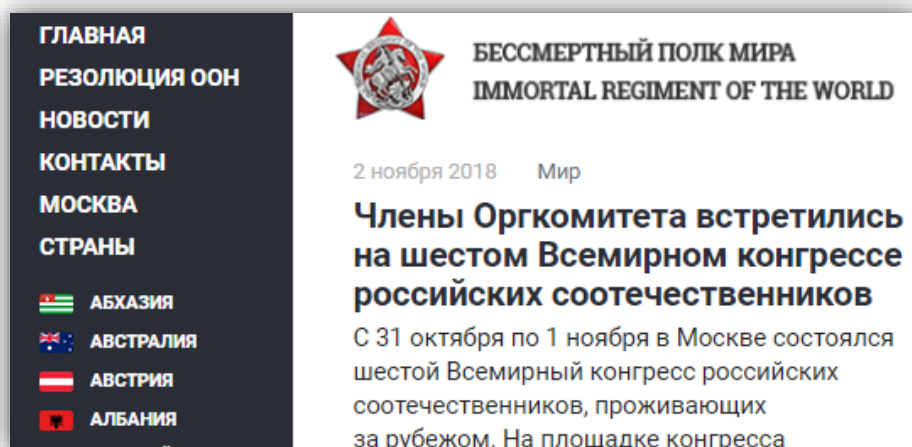 ГЛАВНАЯ
РЕЗОЛЮЦИЯ ООН
НОВОСТИ
КОНТАКТЫ
МОСКВА
СТРАНЫ
АБХАЗИЯ
АВСТРАЛИЯ
АВСТРИЯ
АЛБАНИЯ
БЕССМЕРТНЫЙ ПОЛК МИРА
IMMORTAL REGIMENT OF THE WORLD
2 ноября 2018 Мир
Члены Оргкомитета встретились
на шестом Всемирном конгрессе
российских соотечественников
С 31 октября по 1 ноября в Москве состоялся
шестой Всемирный конгресс российских
соотечественников, проживающих
за рубежом. На площадке конгресса